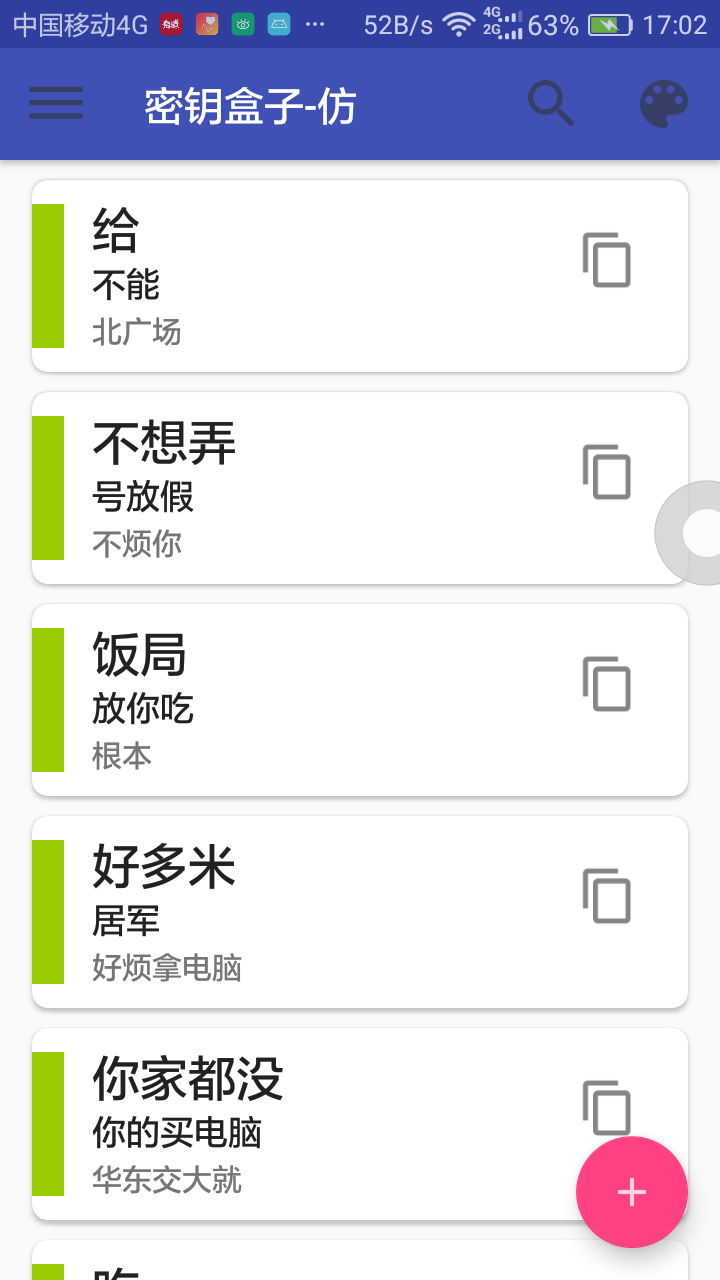 中国移动4G 52B/s 4G 2G 63% 17:02
密钥盒子-仿
给
不能
北广场
不想弄
号放假
不烦你
饭局
放你吃
根本
好多米
居军
好烦拿电脑
你家都没
你的买电脑
华东交大就